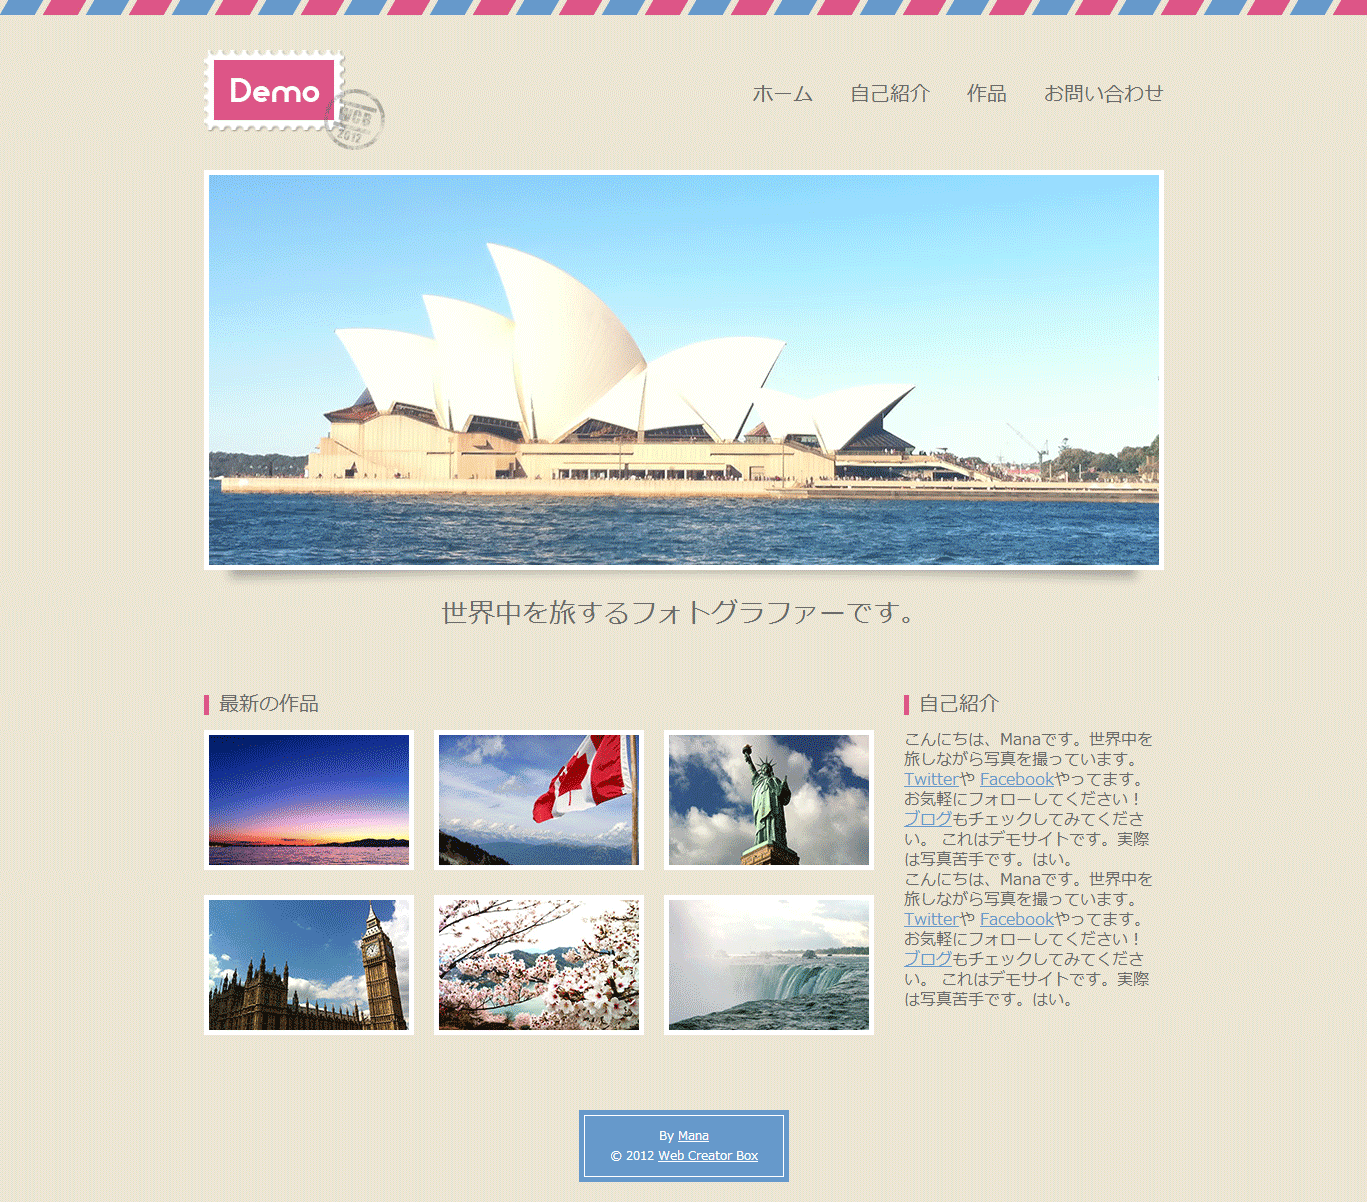 Demo
WCB
2012
ホーム 自己紹介 作品 お問い合わせ
世界中を旅するフォトグラファーです。
最新の作品
自己紹介
こんにちは、Manaです。世界中を
旅しながら写真を撮っています。
Twitterや Facebookやってます。
お気軽にフォローしてください！
ブログもチェックしてみてくださ
い。 これはデモサイトです。実際
は写真苦手です。はい。
こんにちは、Manaです。世界中を
旅しながら写真を撮っています。
Twitterや Facebookやってます。
お気軽にフォローしてください！
ブログもチェックしてみてくださ
い。 これはデモサイトです。実際
は写真苦手です。はい。
By Mana
© 2012 Web Creator Box